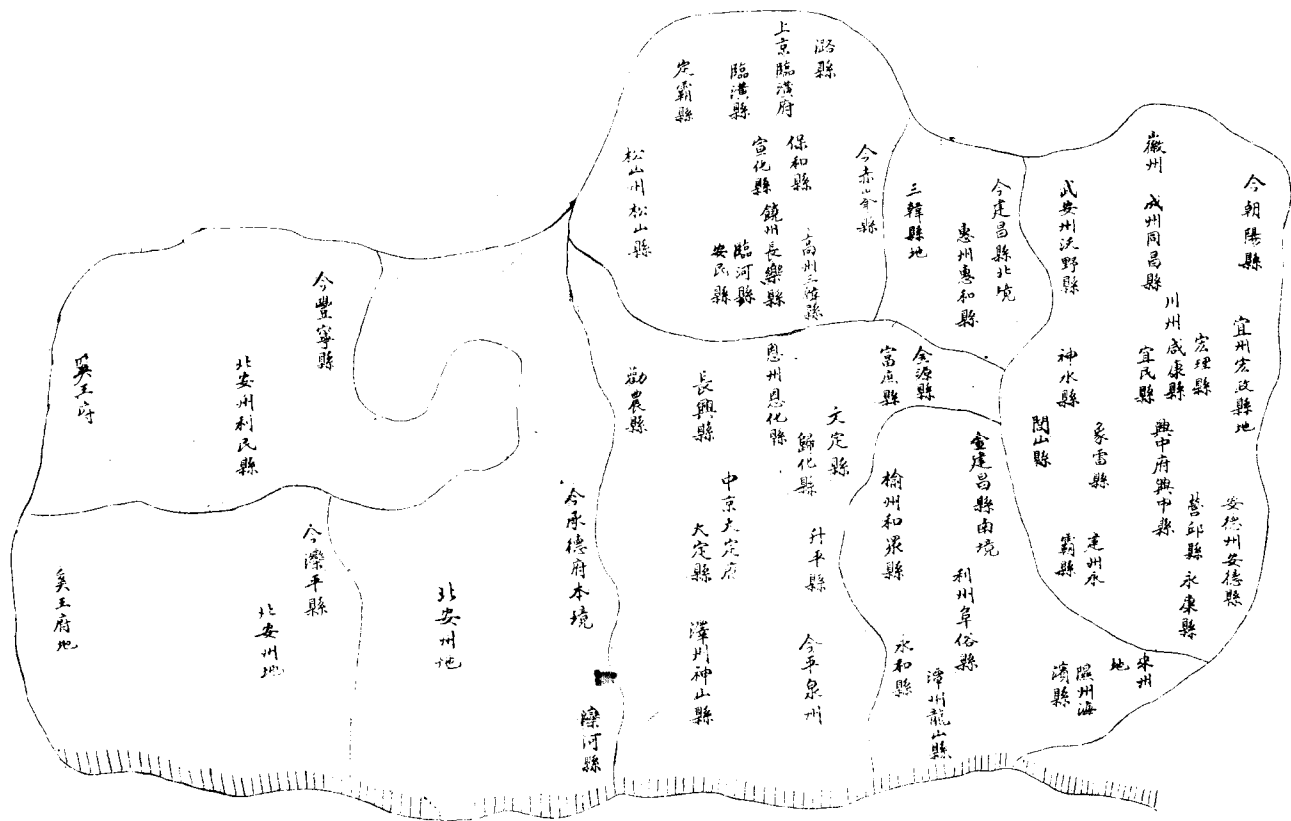 潞縣
上京臨潢府
臨潢縣
定霸縣
保和縣
宣化縣
松山州松山縣
今赤峯縣
饒州長樂縣
臨河縣
安民縣
今建昌縣北境
惠州惠和縣
三韓縣地
今朝陽縣
徽州
成州同昌縣
武安州沃野縣
宜州宏政縣地
宏理縣
川州咸康縣
宜民縣
神水縣
閭山縣
象雷縣
興中府興中縣
安德州安德縣
營邱縣
永康縣
建州永
霸縣
來州
地
隰州海
濱縣
金源縣
富庶縣
恩州恩化縣
長興縣
勸農縣
文定縣
歸化縣
中京大定府
大定縣
升平縣
澤州神山縣
今平泉州
金建昌縣南境
榆州和眾縣
利州阜俗縣
永和縣
潭州龍山縣
今承德府本境
灤河縣
北安州地
今豐寧縣
北安州利民縣
奚王府
今灤平縣
北安州地
奚王府地